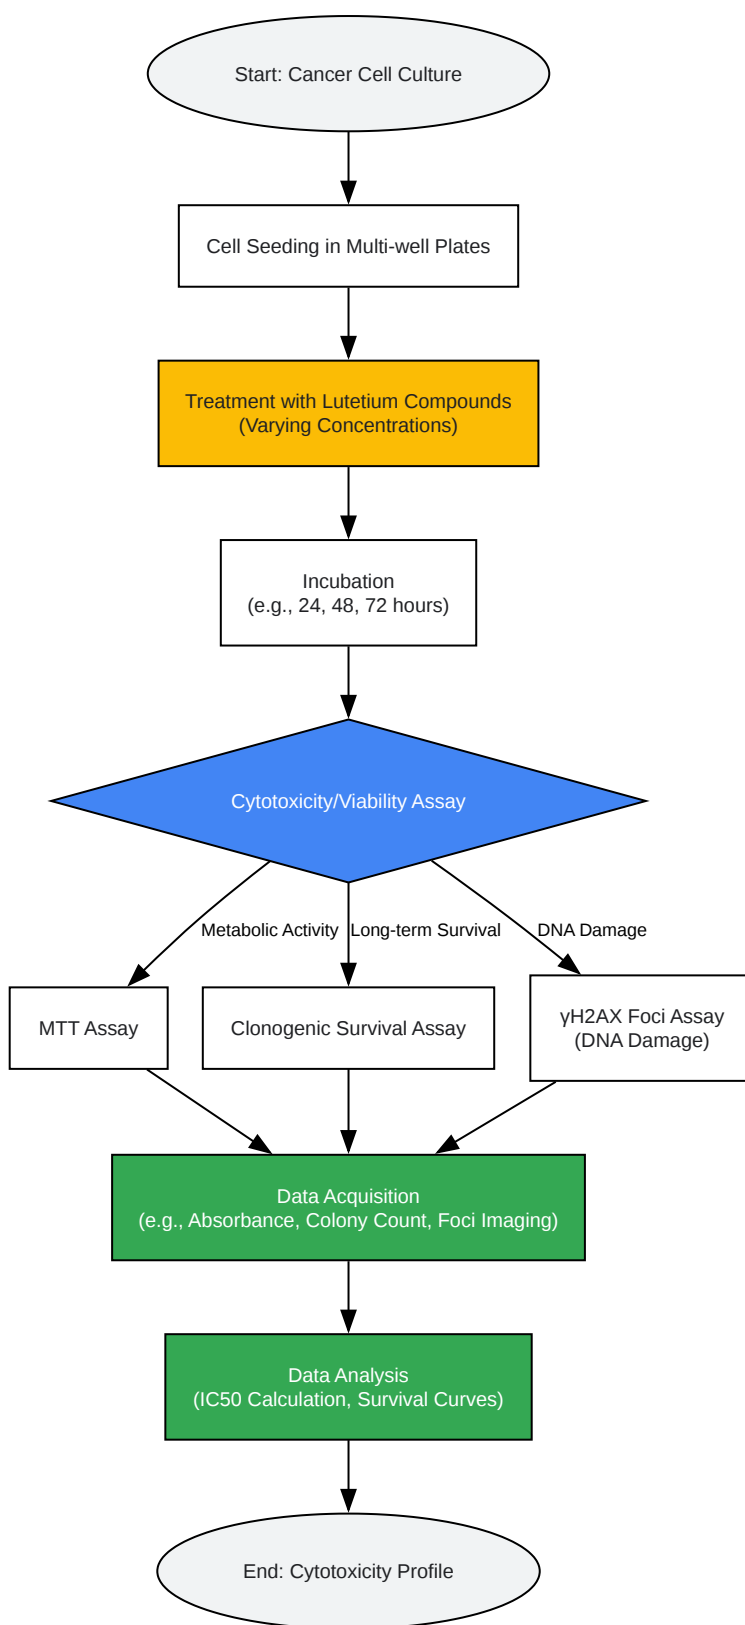 Start: Cancer Cell Culture
Cell Seeding in Multi-well Plates
Treatment with Lutetium Compounds
(Varying Concentrations)
Incubation
(e.g., 24, 48, 72 hours)
Cytotoxicity/Viability Assay
Metabolic Activity
Long-term Survival
DNA Damage
MTT Assay
Clonogenic Survival Assay
γH2AX Foci Assay
(DNA Damage)
Data Acquisition
(e.g., Absorbance, Colony Count, Foci Imaging)
Data Analysis
(IC50 Calculation, Survival Curves)
End: Cytotoxicity Profile